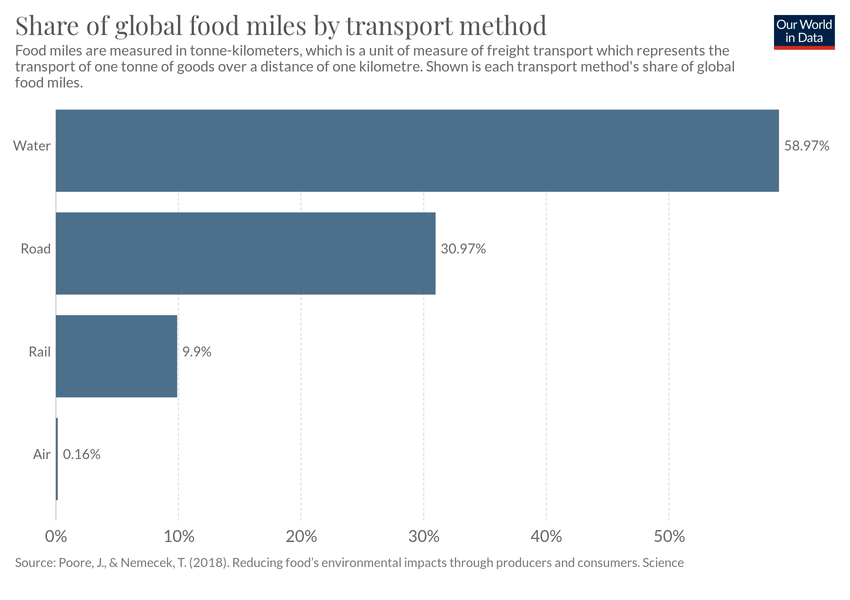 Share of global food miles by transport method
Our World
in Data
Food miles are measured in tonne-kilometers, which is a unit of measure of freight transport which represents the
transport of one tonne of goods over a distance of one kilometre. Shown is each transport method's share of global
food miles.
Water
58.97%
Road
30.97%
Rail
9.9%
Air
0.16%
0%
10%
20%
30%
40%
50%
Source: Poore, J., & Nemecek, T. (2018). Reducing food’s environmental impacts through producers and consumers. Science